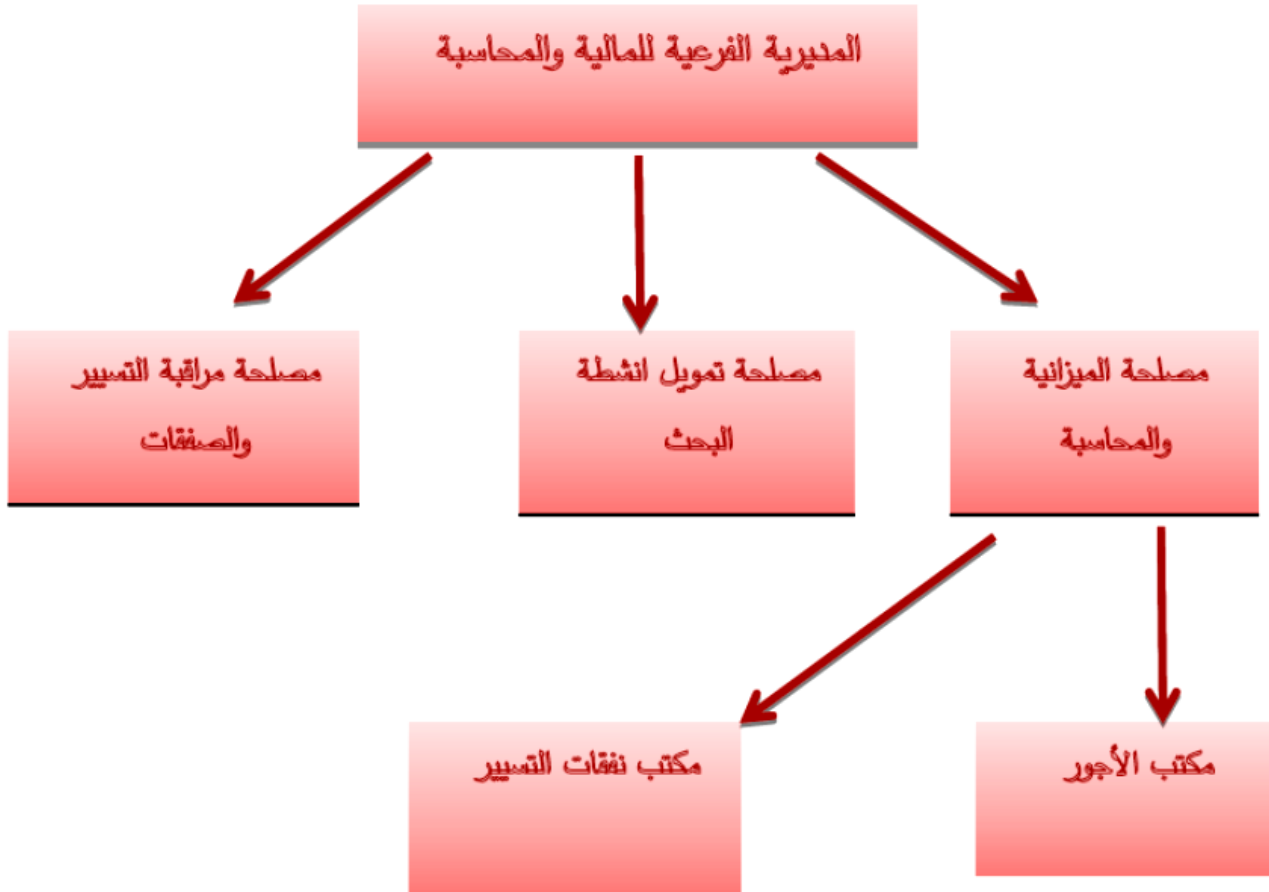 المديرية الفرعية للمالية والمحاسبة
مصلحة الميزانية
والمحاسبة
مصلحة تمويل انشطة
البحث
مصلحة مراقبة التسيير
والصفقات
مكتب الأجور
مكتب نفقات التسيير